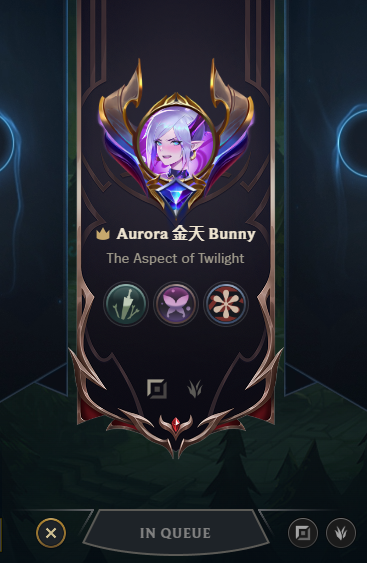 Aurora 金天 Bunny
The Aspect of Twilight
IN QUEUE